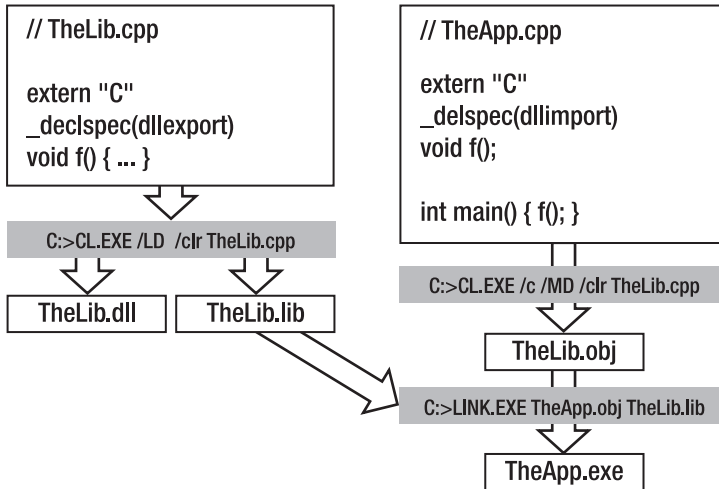 // TheLib.cpp
extern "C"
_declspec(dllexport)
void f() { ... }
C:>CL.EXE /LD /clr TheLib.cpp
TheLib.dll
TheLib.lib
// TheApp.cpp
extern "C"
_delspec(dllimport)
void f();
int main() { f(); }
C:>CL.EXE /c /MD /clr TheLib.cpp
TheLib.obj
C:>LINK.EXE TheApp.obj TheLib.lib
TheApp.exe